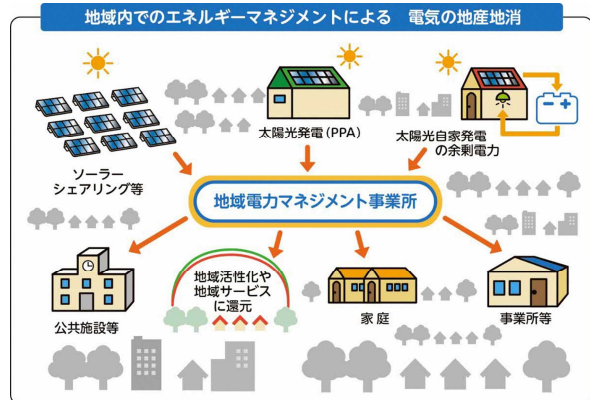 地域内でのエネルギーマネジメントによる　電気の地産地消
太陽光発電(PPA)
太陽光自家発電
の余剰電力
ソーラー
シェアリング等
地域電力マネジメント事業所
公共施設等
地域活性化や
地域サービス
に還元
家庭
事業所等